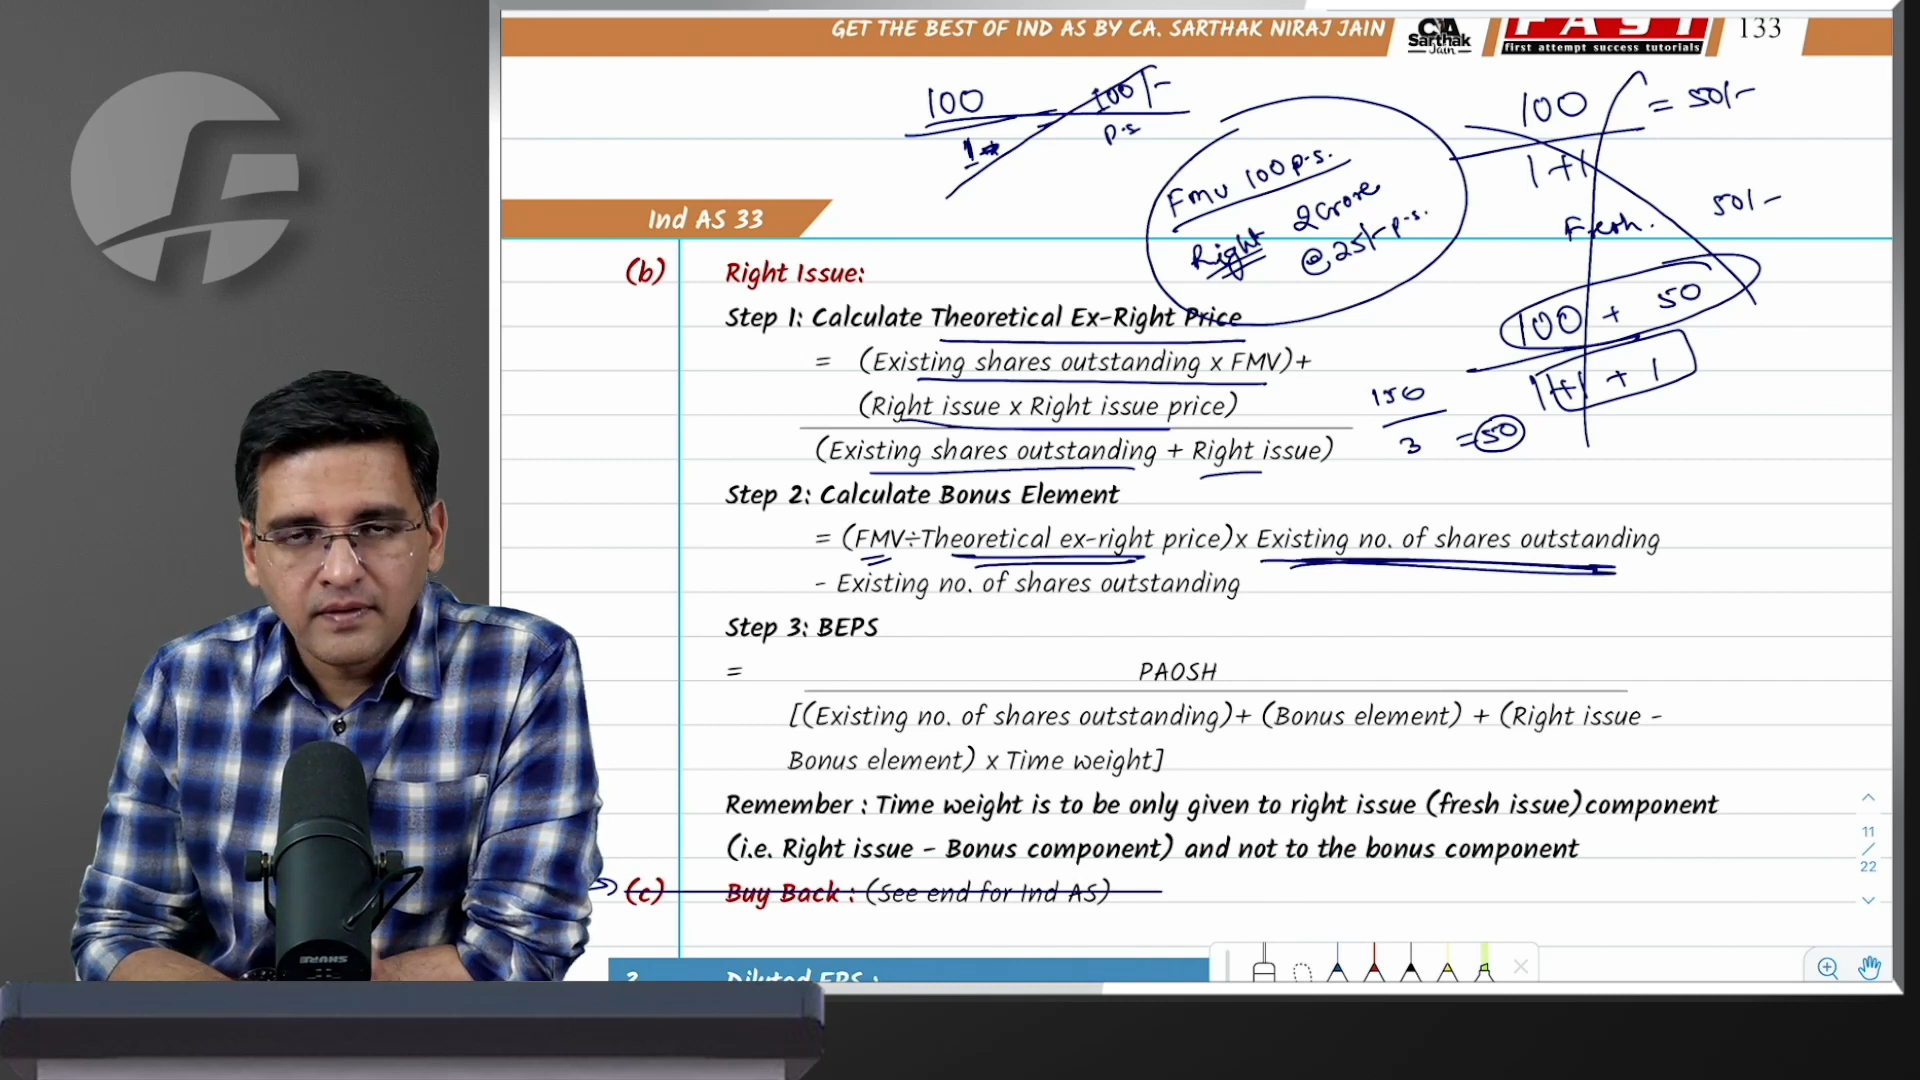 GET THE BEST OF IND AS BY CA. SARTHAK NIRAJ JAIN
CA
Sarthak
Jain
FAST
first attempt success tutorials
133
100
1
100/-
p.s
Fmv 100 p.s.
Right 2 crore
@ 25/- p.s.
100 = 50/-
1+1
Fresh.
50/-
100 + 50
1+1 + 1
150
3
=50
Ind AS 33
(b) Right Issue:
Step 1: Calculate Theoretical Ex-Right Price
= (Existing shares outstanding x FMV)+
(Right issue x Right issue price)
(Existing shares outstanding + Right issue)
Step 2: Calculate Bonus Element
= (FMV÷Theoretical ex-right price)x Existing no. of shares outstanding
- Existing no. of shares outstanding
Step 3: BEPS
= PAOSH
[(Existing no. of shares outstanding)+ (Bonus element) + (Right issue -
Bonus element) x Time weight]
Remember : Time weight is to be only given to right issue (fresh issue)component
(i.e. Right issue - Bonus component) and not to the bonus component
(c) Buy Back : (See end for Ind AS)
2. Diluted EPS :
11
/
22
SHURE